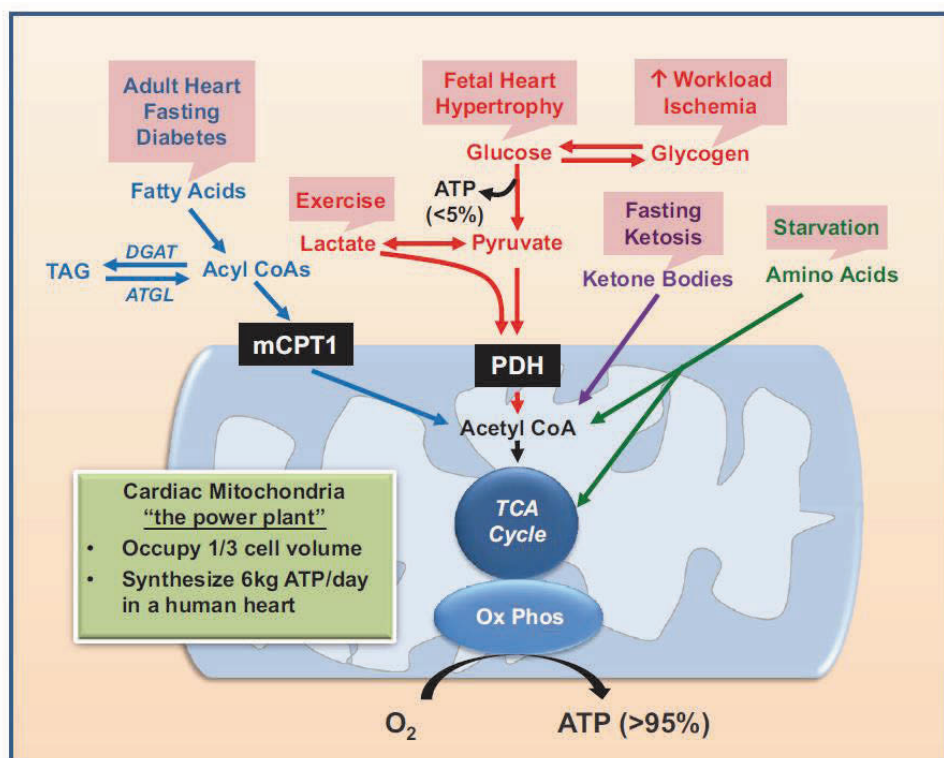 Adult Heart
Fasting
Diabetes
Fetal Heart
Hypertrophy
↑ Workload
Ischemia
Glucose
Glycogen
Fatty Acids
ATP
(<5%)
Exercise
Lactate
Pyruvate
Fasting
Ketosis
Starvation
TAG
DGAT
ATGL
Acyl CoAs
Ketone Bodies
Amino Acids
mCPT1
PDH
Acetyl CoA
Cardiac Mitochondria
“the power plant”
• Occupy 1/3 cell volume
• Synthesize 6kg ATP/day
in a human heart
TCA
Cycle
Ox Phos
O₂
ATP (>95%)